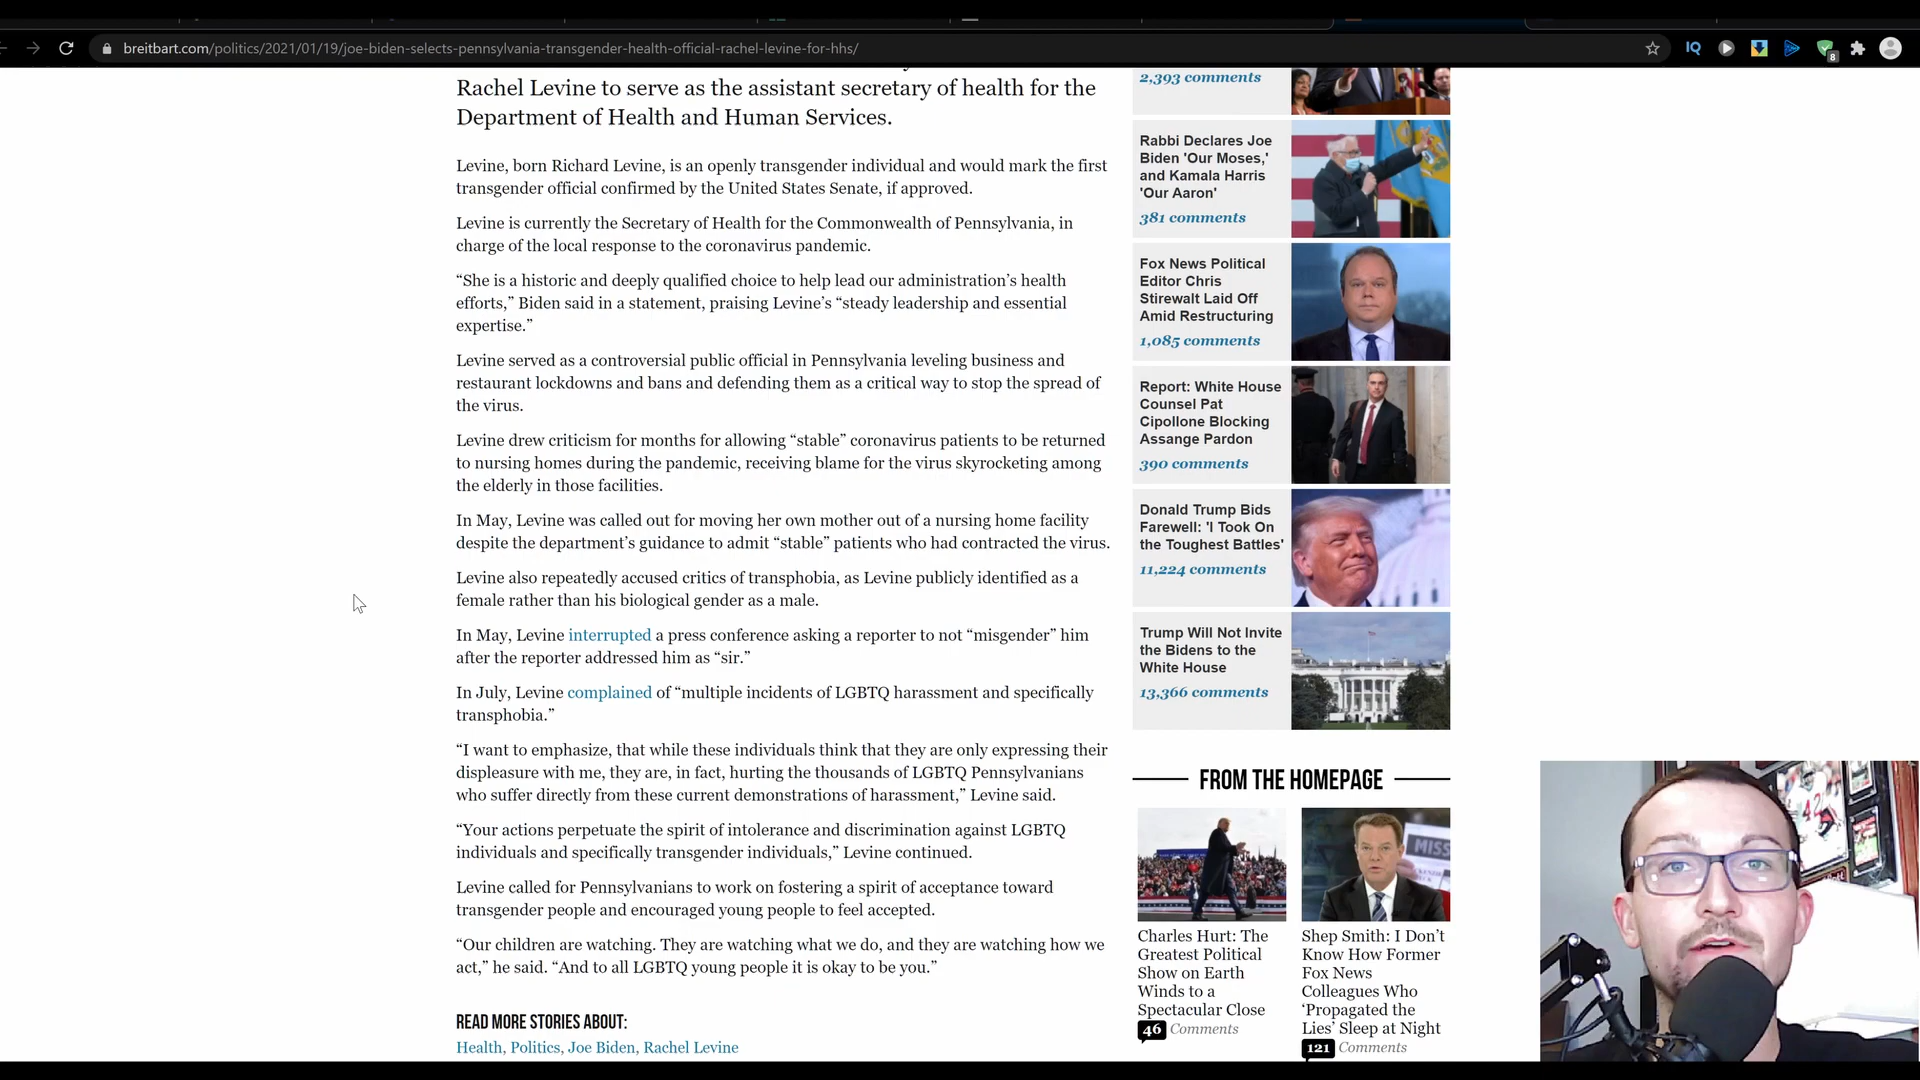 breitbart.com/politics/2021/01/19/joe-biden-selects-pennsylvania-transgender-health-official-rachel-levine-for-hhs/
IQ
8
Rachel Levine to serve as the assistant secretary of health for the
Department of Health and Human Services.
Levine, born Richard Levine, is an openly transgender individual and would mark the first
transgender official confirmed by the United States Senate, if approved.
Levine is currently the Secretary of Health for the Commonwealth of Pennsylvania, in
charge of the local response to the coronavirus pandemic.
“She is a historic and deeply qualified choice to help lead our administration’s health
efforts,” Biden said in a statement, praising Levine’s “steady leadership and essential
expertise.”
Levine served as a controversial public official in Pennsylvania leveling business and
restaurant lockdowns and bans and defending them as a critical way to stop the spread of
the virus.
Levine drew criticism for months for allowing “stable” coronavirus patients to be returned
to nursing homes during the pandemic, receiving blame for the virus skyrocketing among
the elderly in those facilities.
In May, Levine was called out for moving her own mother out of a nursing home facility
despite the department’s guidance to admit “stable” patients who had contracted the virus.
Levine also repeatedly accused critics of transphobia, as Levine publicly identified as a
female rather than his biological gender as a male.
In May, Levine interrupted a press conference asking a reporter to not “misgender” him
after the reporter addressed him as “sir.”
In July, Levine complained of “multiple incidents of LGBTQ harassment and specifically
transphobia.”
“I want to emphasize, that while these individuals think that they are only expressing their
displeasure with me, they are, in fact, hurting the thousands of LGBTQ Pennsylvanians
who suffer directly from these current demonstrations of harassment,” Levine said.
“Your actions perpetuate the spirit of intolerance and discrimination against LGBTQ
individuals and specifically transgender individuals,” Levine continued.
Levine called for Pennsylvanians to work on fostering a spirit of acceptance toward
transgender people and encouraged young people to feel accepted.
“Our children are watching. They are watching what we do, and they are watching how we
act,” he said. “And to all LGBTQ young people it is okay to be you.”
READ MORE STORIES ABOUT:
Health, Politics, Joe Biden, Rachel Levine
2,393 comments
Rabbi Declares Joe
Biden 'Our Moses,'
and Kamala Harris
'Our Aaron'
381 comments
Fox News Political
Editor Chris
Stirewalt Laid Off
Amid Restructuring
1,085 comments
Report: White House
Counsel Pat
Cipollone Blocking
Assange Pardon
390 comments
Donald Trump Bids
Farewell: 'I Took On
the Toughest Battles'
11,224 comments
Trump Will Not Invite
the Bidens to the
White House
13,366 comments
FROM THE HOMEPAGE
MISS
Charles Hurt: The
Greatest Political
Show on Earth
Winds to a
Spectacular Close
46 Comments
Shep Smith: I Don’t
Know How Former
Fox News
Colleagues Who
‘Propagated the
Lies’ Sleep at Night
121 Comments